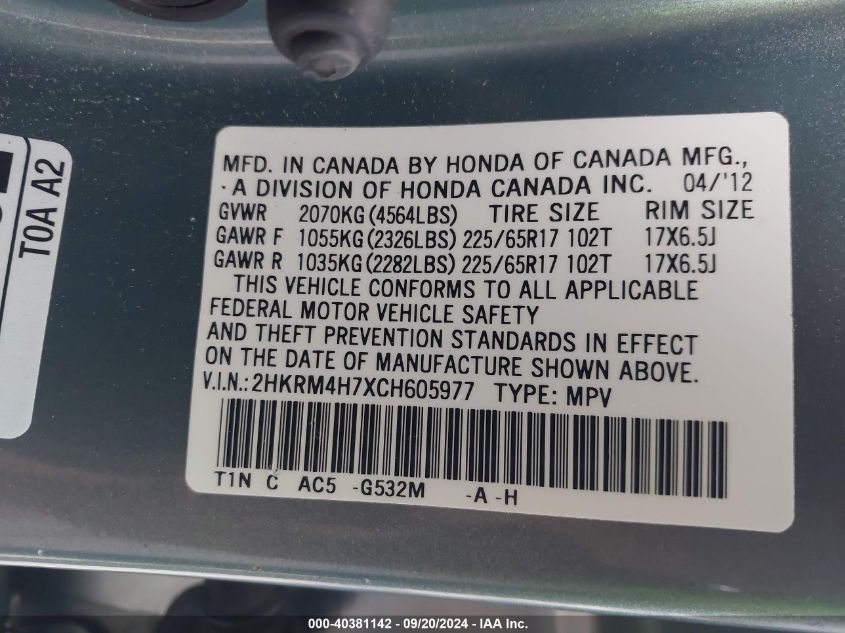 TOA A2
MFD. IN CANADA BY HONDA OF CANADA MFG.,
·A DIVISION OF HONDA CANADA INC. 04/'12
GVWR 2070KG(4564LBS) TIRE SIZE RIM SIZE
GAWR F 1055KG(2326LBS) 225/65R17 102T 17X6.5J
GAWR R 1035KG(2282LBS) 225/65R17 102T 17X6.5J
THIS VEHICLE CONFORMS TO ALL APPLICABLE
FEDERAL MOTOR VEHICLE SAFETY
AND THEFT PREVENTION STANDARDS IN EFFECT
ON THE DATE OF MANUFACTURE SHOWN ABOVE.
V.I.N.:2HKRM4H7XCH605977 TYPE: MPV
T1N C AC5 -G532M -A -H
000-40381142 - 09/20/2024 - IAA Inc.